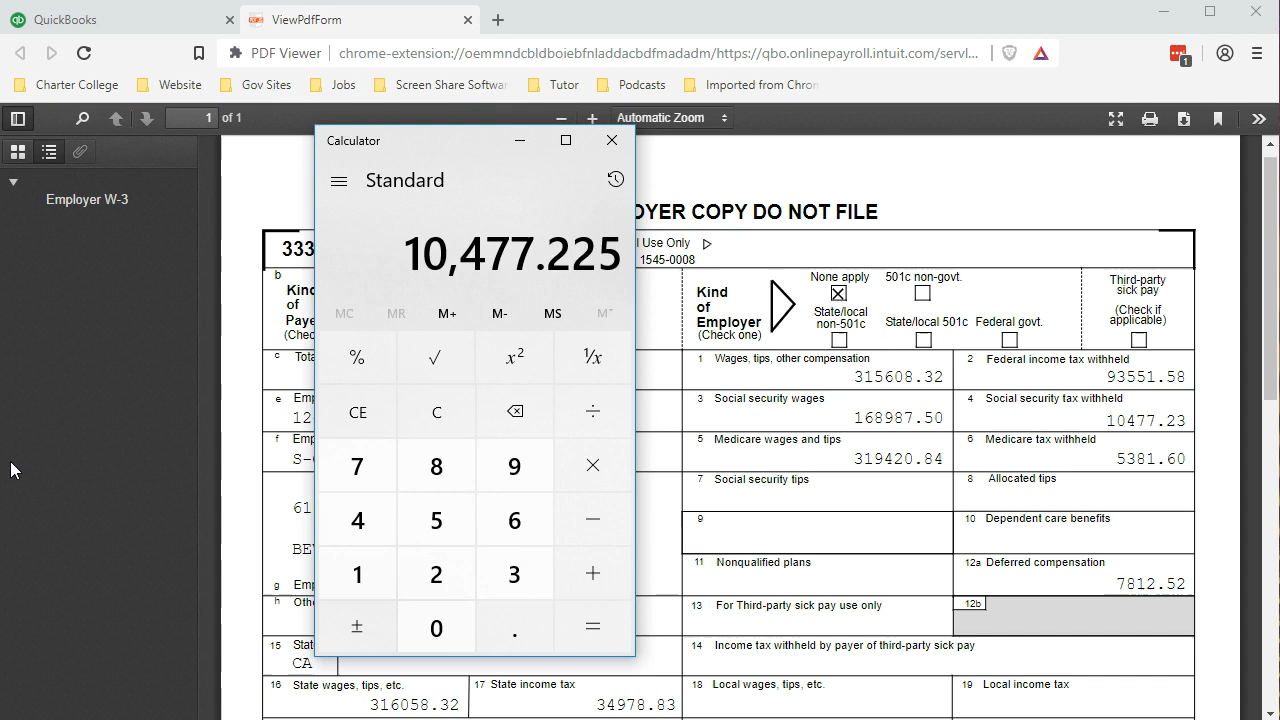 QuickBooks
ViewPdfForm
PDF Viewer
chrome-extension://oemmndcbldboiebfnladdacbdfmadadm/https://qbo.onlinepayroll.intuit.com/servl...
1
Charter College
Website
Gov Sites
Jobs
Screen Share Softwar
Tutor
Podcasts
Imported from Chron
1 of 1
Automatic Zoom
Employer W-3
Calculator
Standard
10,477.225
MC MR M+ M- MS
% √ x² ¹/x
CE C ÷
7 8 9 ×
4 5 6 −
1 2 3 +
± 0 . =
OYER COPY DO NOT FILE
333
l Use Only
1545-0008
b
Kind
of
Paye
(Chec
Kind
of
Employer
(Check one)
None apply
501c non-govt.
State/local
non-501c
State/local 501c
Federal govt.
Third-party
sick pay
(Check if
applicable)
c Tota
1 Wages, tips, other compensation
315608.32
2 Federal income tax withheld
93551.58
e Emp
12
3 Social security wages
168987.50
4 Social security tax withheld
10477.23
f Emp
S-
5 Medicare wages and tips
319420.84
6 Medicare tax withheld
5381.60
61
7 Social security tips
8 Allocated tips
BE
9
10 Dependent care benefits
g Emp
11 Nonqualified plans
12a Deferred compensation
7812.52
h Oth
13 For Third-party sick pay use only
12b
15 Stat
CA
14 Income tax withheld by payer of third-party sick pay
16 State wages, tips, etc.
316058.32
17 State income tax
34978.83
18 Local wages, tips, etc.
19 Local income tax